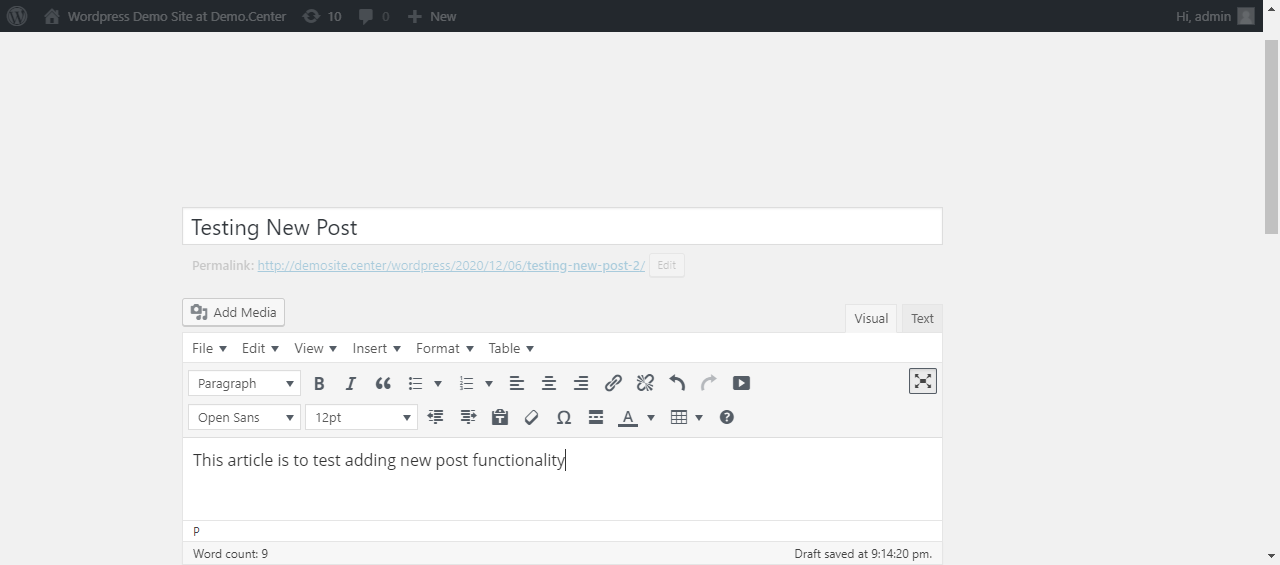 Wordpress Demo Site at Demo.Center 10 0 New Hi, admin
Testing New Post
Permalink: http://demosite.center/wordpress/2020/12/06/testing-new-post-2/ Edit
Add Media
Visual Text
File Edit View Insert Format Table
Paragraph B I
Open Sans 12pt A
This article is to test adding new post functionality
P
Word count: 9 Draft saved at 9:14:20 pm.